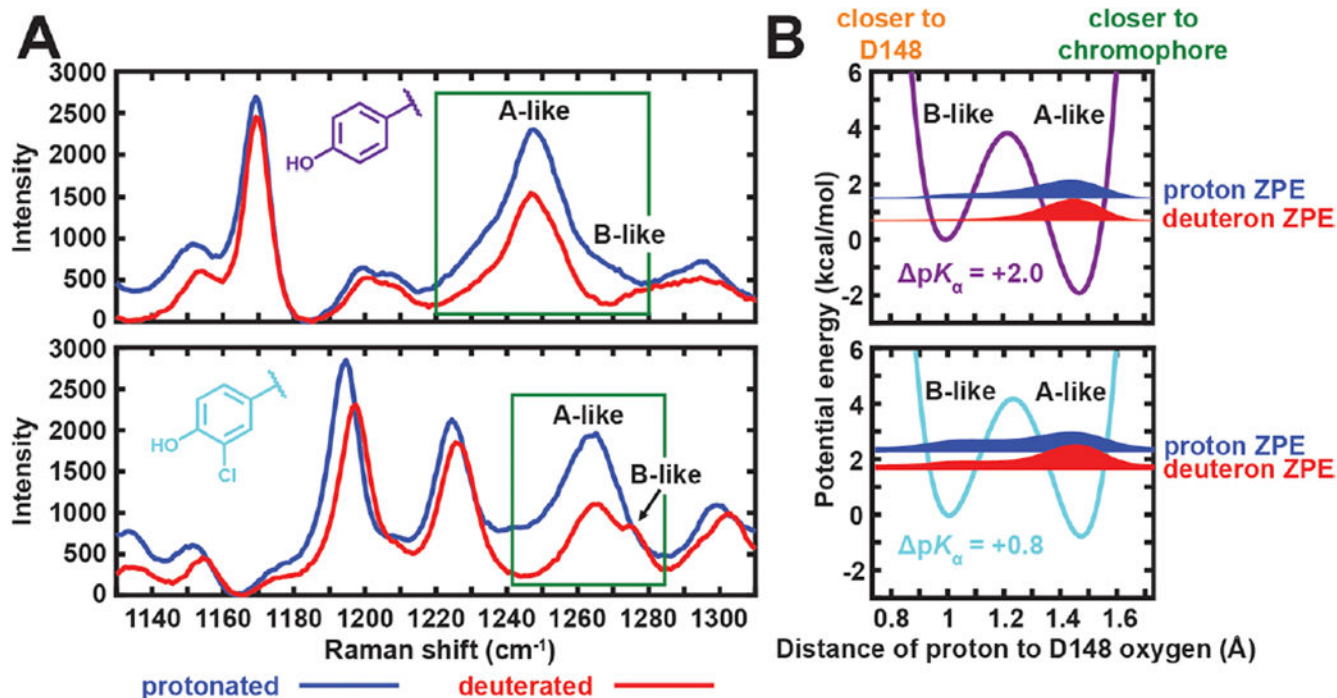 A
B
closer to
D148
closer to
chromophore
3000
2500
2000
1500
1000
500
0
Intensity
HO
A-like
B-like
6
4
2
0
-2
B-like
A-like
proton ZPE
deuteron ZPE
ΔpKα = +2.0
3000
2500
2000
1500
1000
500
0
Intensity
HO
Cl
A-like
B-like
6
4
2
0
-2
B-like
A-like
proton ZPE
deuteron ZPE
ΔpKα = +0.8
Potential energy (kcal/mol)
1140 1160 1180 1200 1220 1240 1260 1280 1300
Raman shift (cm-1)
0.8 1 1.2 1.4 1.6
Distance of proton to D148 oxygen (Å)
protonated
deuterated